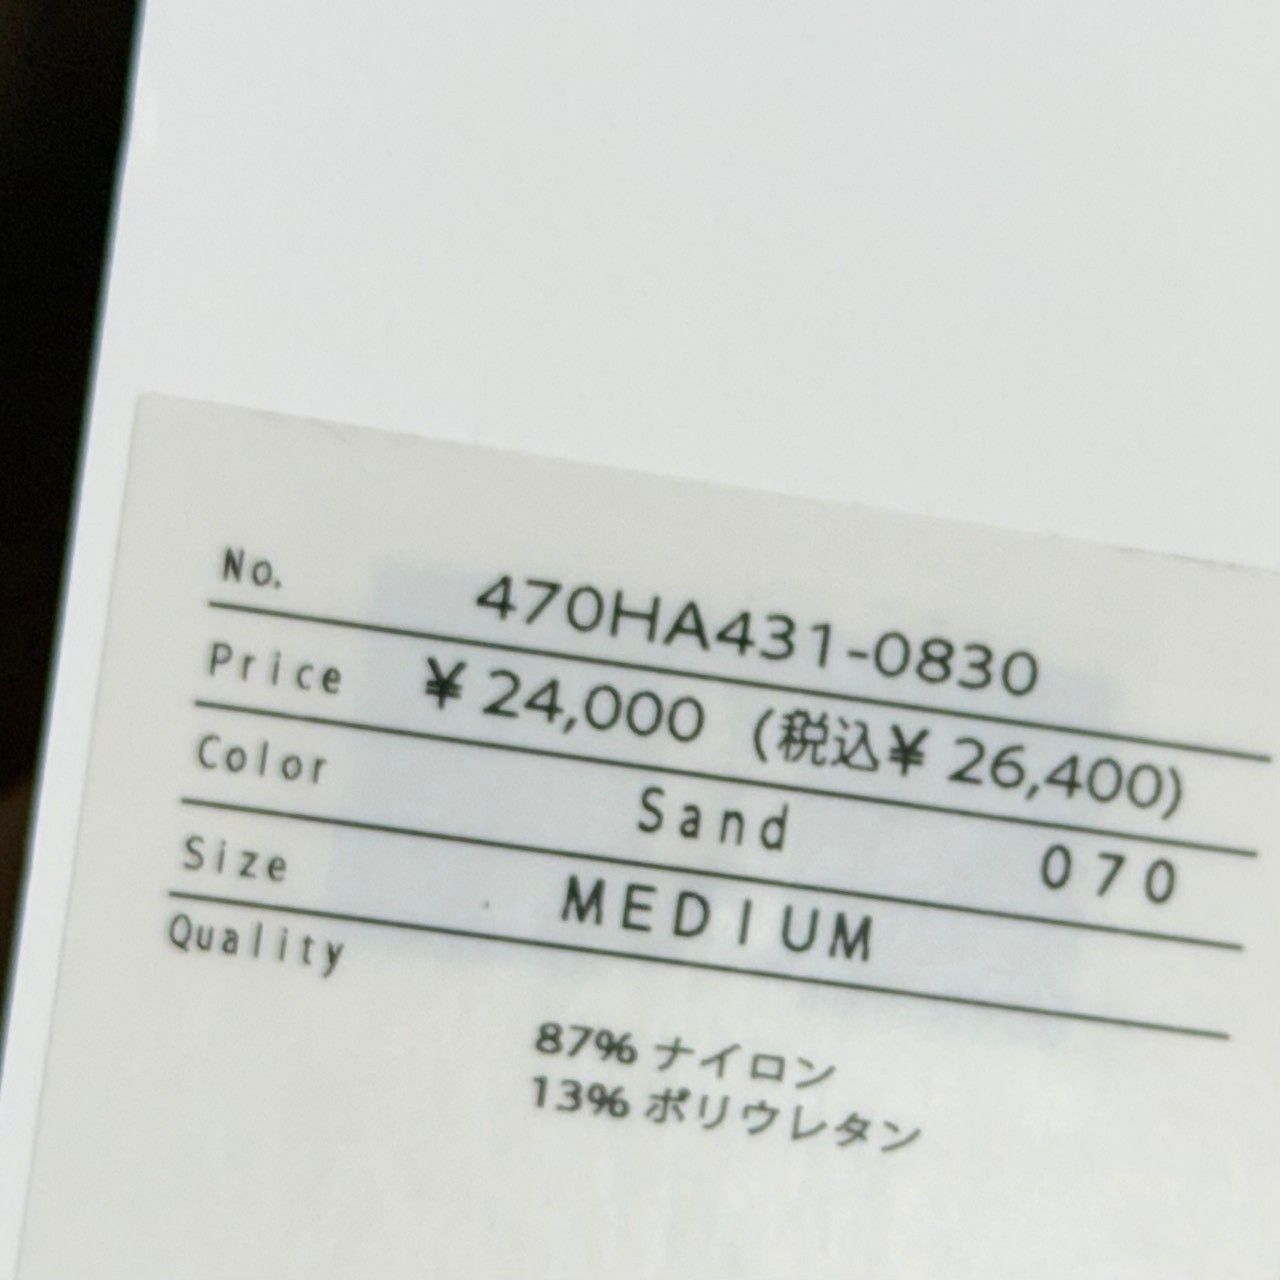 No. 470HA431-0830
Price ¥24,000 (税込¥ 26,400)
Color Sand 070
Size MEDIUM
Quality
87% ナイロン
13% ポリウレタン